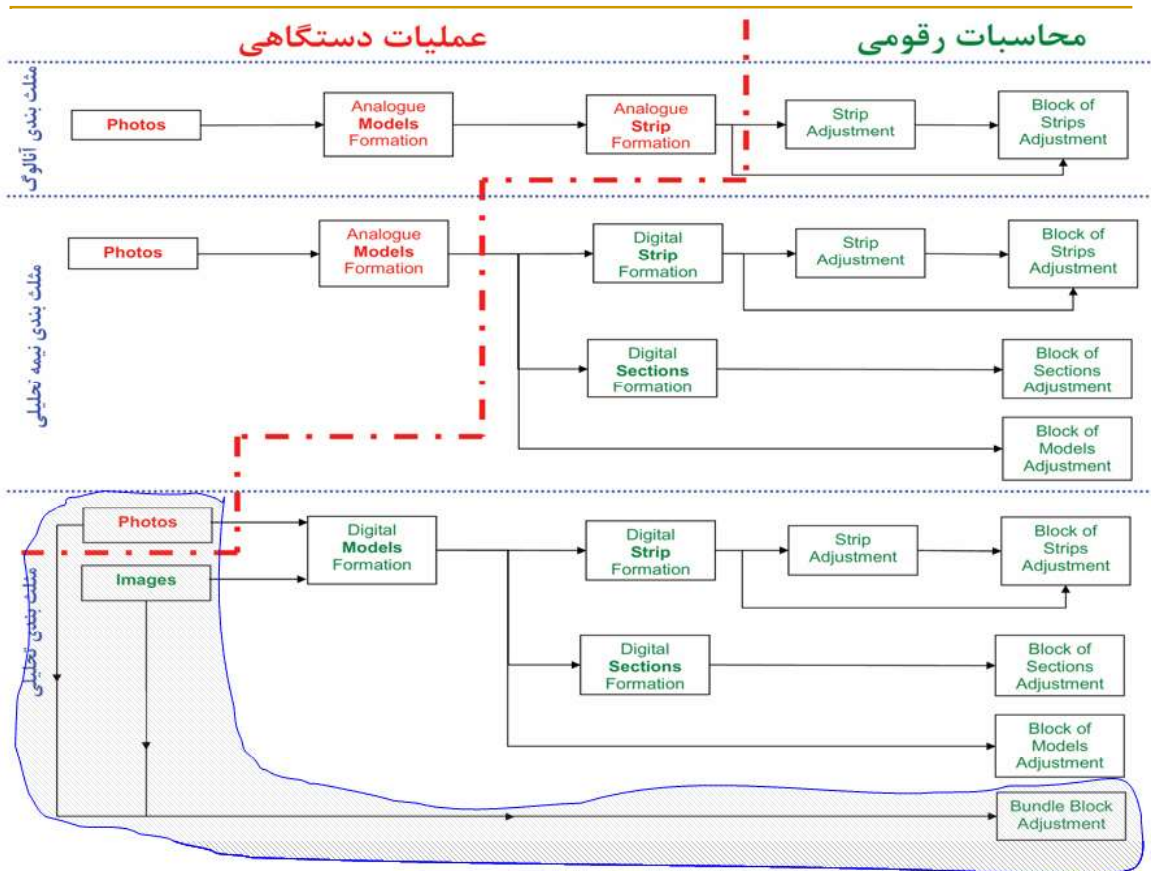 عملیات دستگاهی
محاسبات رقومی
مثلث بندی آنالوگ
Photos
Analogue
Models
Formation
Analogue
Strip
Formation
Strip
Adjustment
Block of
Strips
Adjustment
مثلث بندی نیمه تحلیلی
Photos
Analogue
Models
Formation
Digital
Strip
Formation
Strip
Adjustment
Block of
Strips
Adjustment
Digital
Sections
Formation
Block of
Sections
Adjustment
Block of
Models
Adjustment
مثلث بندی تحلیلی
Photos
Images
Digital
Models
Formation
Digital
Strip
Formation
Strip
Adjustment
Block of
Strips
Adjustment
Digital
Sections
Formation
Block of
Sections
Adjustment
Block of
Models
Adjustment
Bundle Block
Adjustment